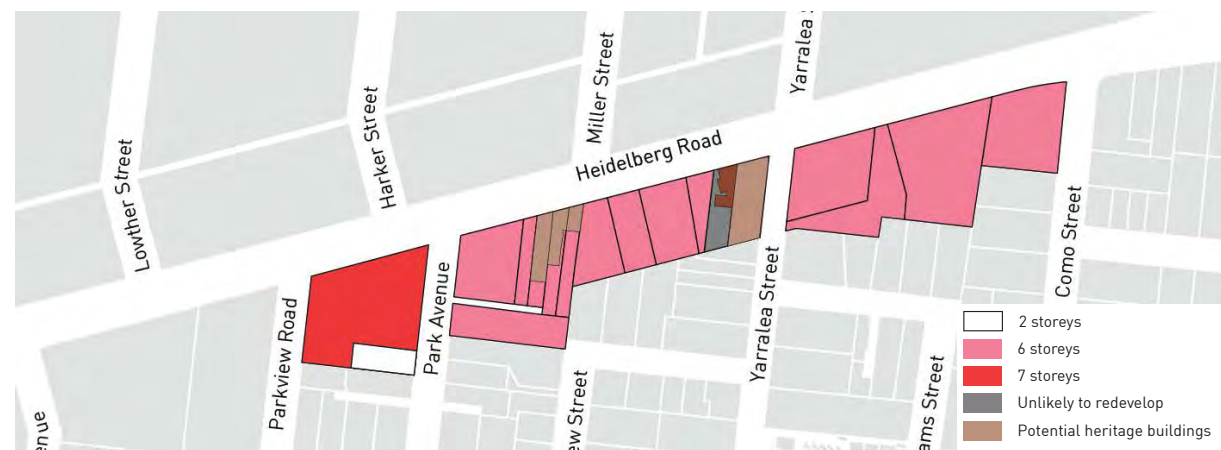 Yarralea
Miller Street
Harker Street
Lowther Street
Heidelberg Road
Park Avenue
Parkview Road
Yarralea Street
Como Street
2 storeys
6 storeys
7 storeys
Unlikely to redevelop
Potential heritage buildings
enue
ew Street
ams Street